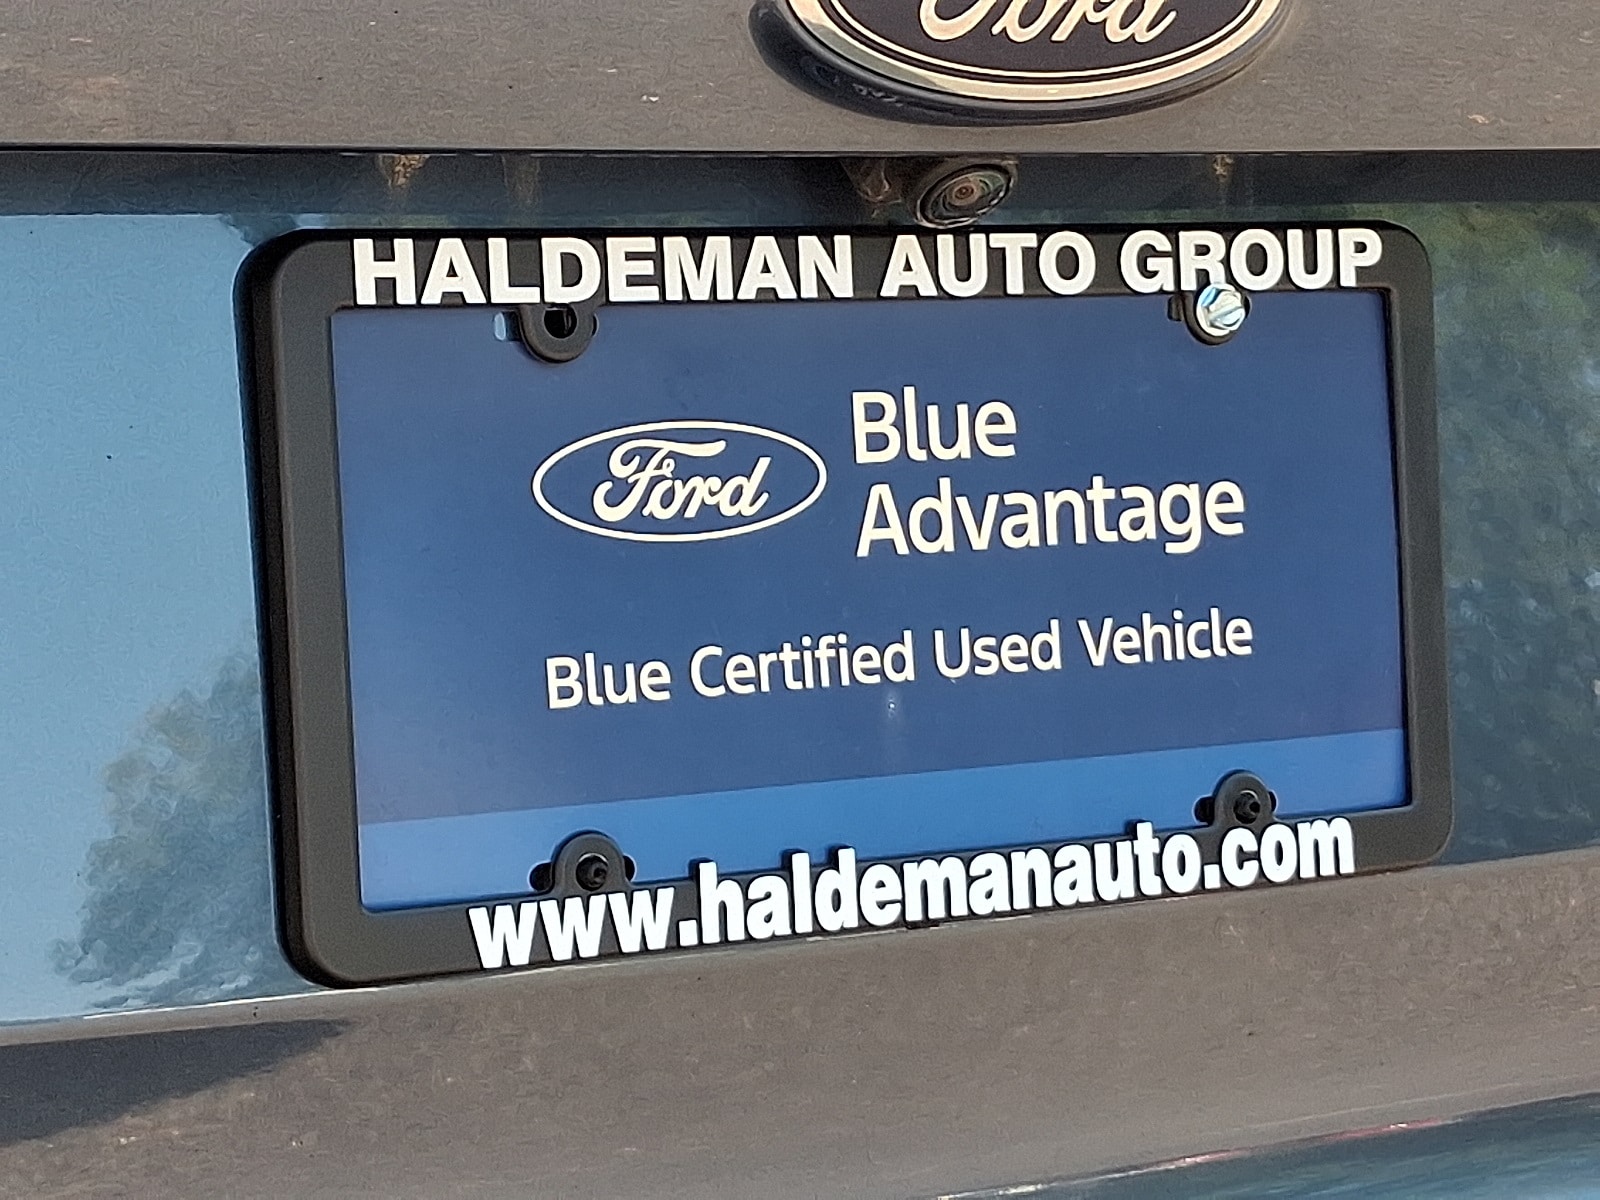 Ford
HALDEMAN AUTO GROUP
Ford
Blue
Advantage
Blue Certified Used Vehicle
www.haldemanauto.com